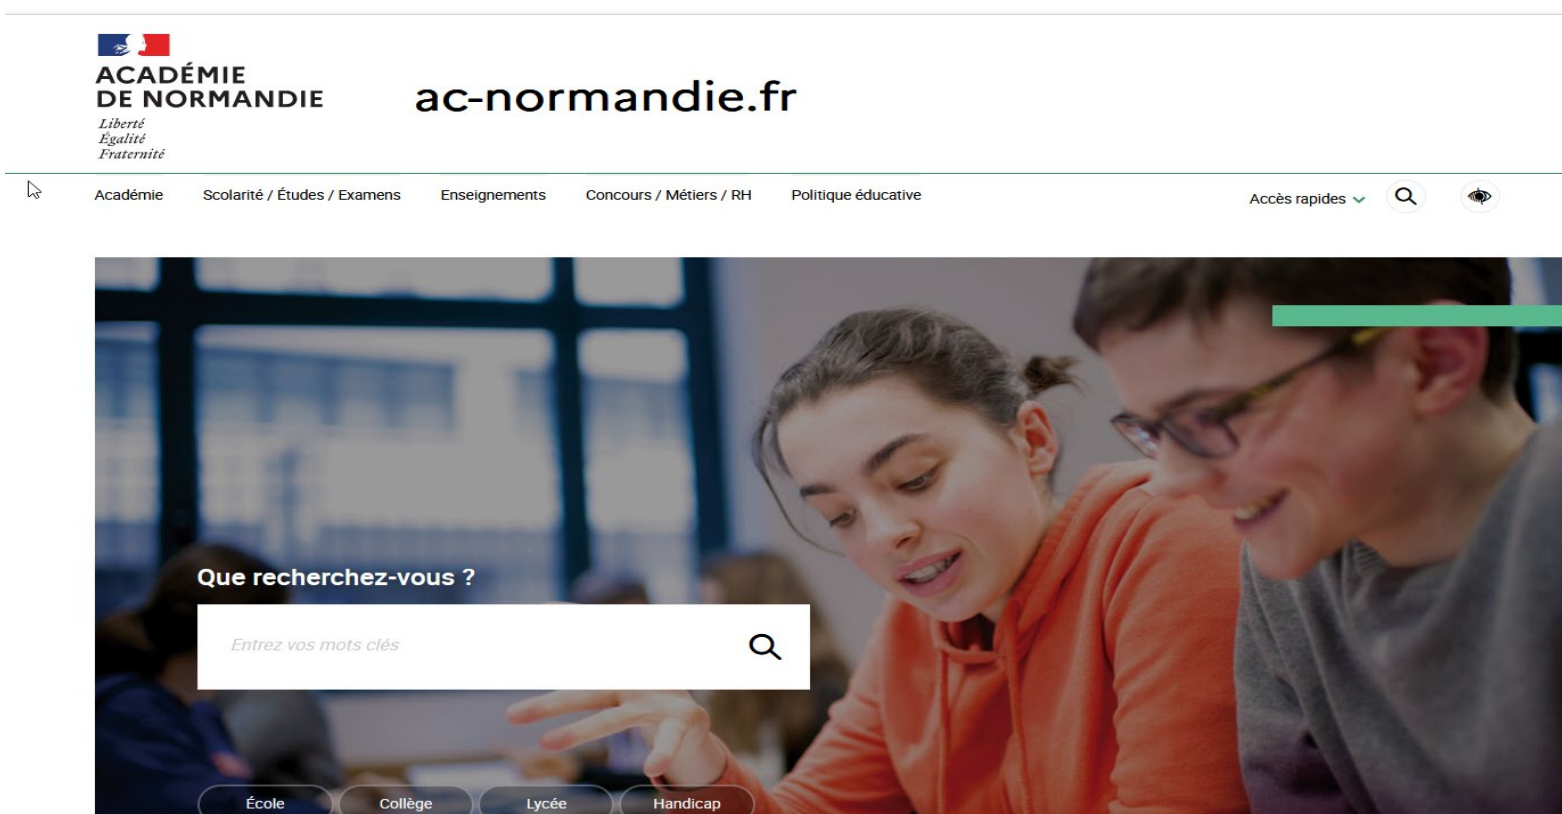 ACADÉMIE
DE NORMANDIE
Liberté
Égalité
Fraternité
ac-normandie.fr
Académie Scolarité / Études / Examens Enseignements Concours / Métiers / RH Politique éducative Accès rapides
Que recherchez-vous ?
Entrez vos mots clés
École Collège Lycée Handicap